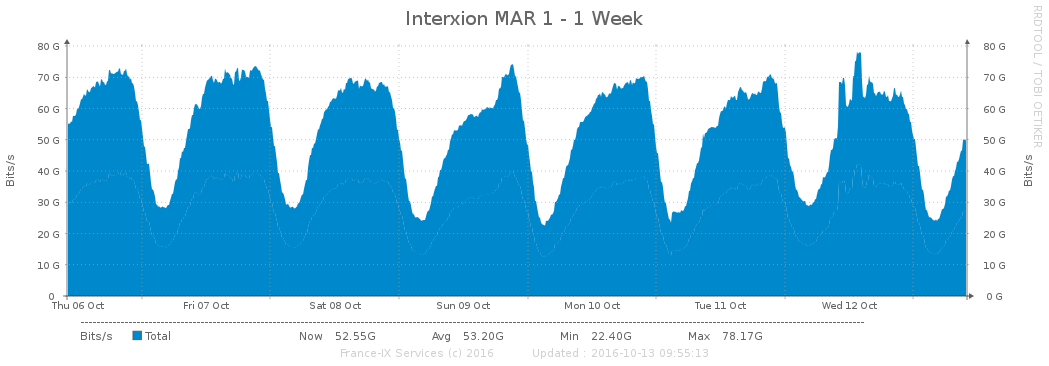 Interxion MAR 1 - 1 Week
RRDTOOL / TOBI OETIKER
Bits/s
80 G
70 G
60 G
50 G
40 G
30 G
20 G
10 G
0
80 G
70 G
60 G
50 G
40 G
30 G
20 G
10 G
0 G
Bits/s
Thu 06 Oct Fri 07 Oct Sat 08 Oct Sun 09 Oct Mon 10 Oct Tue 11 Oct Wed 12 Oct
Bits/s Total Now 52.55G Avg 53.20G Min 22.40G Max 78.17G
France-IX Services (c) 2016 Updated : 2016-10-13 09:55:13